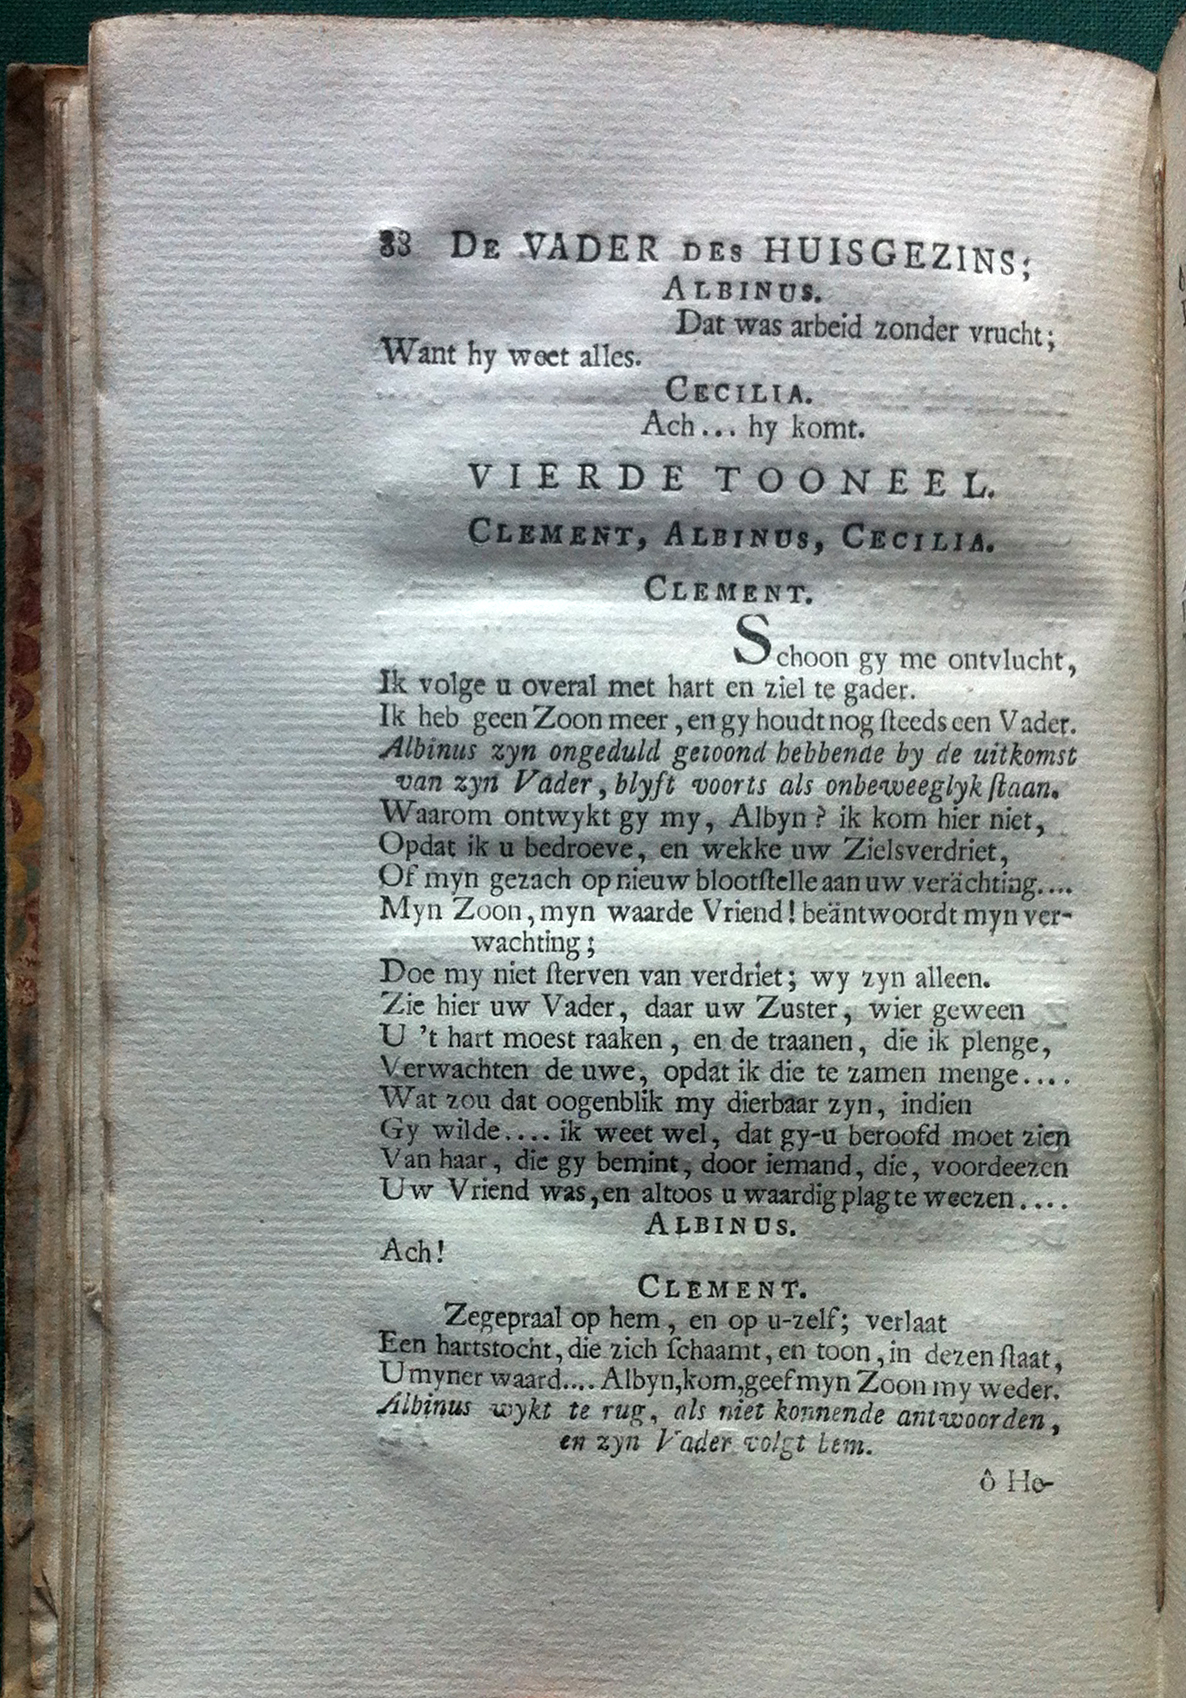 88 DE VADER DES HUISGEZINS;
ALBINUS.
Dat was arbeid zonder vrucht;
Want hy weet alles.
CECILIA.
Ach... hy komt.
VIERDE TOONEEL.
CLEMENT, ALBINUS, CECILIA.
CLEMENT.
Schoon gy me ontvlucht,
Ik volge u overal met hart en ziel te gader.
Ik heb geen Zoon meer, en gy houdt nog ſteeds een Vader.
Albinus zyn ongeduld getoond hebbende by de uitkomst
van zyn Vader, blyft voorts als onbeweeglyk ſtaan.
Waarom ontwykt gy my, Albyn? ik kom hier niet,
Opdat ik u bedroeve, en wekke uw Zielsverdriet,
Of myn gezach op nieuw blootſtelle aan uw verächting....
Myn Zoon, myn waarde Vriend! beäntwoordt myn ver-
wachting;
Doe my niet ſterven van verdriet; wy zyn alleen.
Zie hier uw Vader, daar uw Zuster, wier geween
U 't hart moest raaken, en de traanen, die ik plenge,
Verwachten de uwe, opdat ik die te zamen menge....
Wat zou dat oogenblik my dierbaar zyn, indien
Gy wilde.... ik weet wel, dat gy-u beroofd moet zien
Van haar, die gy bemint, door iemand, die, voordeezen
Uw Vriend was, en altoos u waardig plagte weezen....
ALBINUS.
Ach!
CLEMENT.
Zegepraal op hem, en op u-zelf; verlaat
Een hartstocht, die zich ſchaamt, en toon, in dezen ſtaat,
U myner waard.... Albyn, kom, geef myn Zoon my weder.
Albinus wykt te rug, als niet konnende antwoorden,
en zyn Vader volgt hem.
ô He-